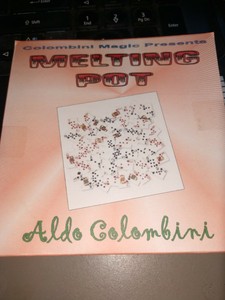 Colombini Magic Presents
MELTING
POT
Aldo Colombini